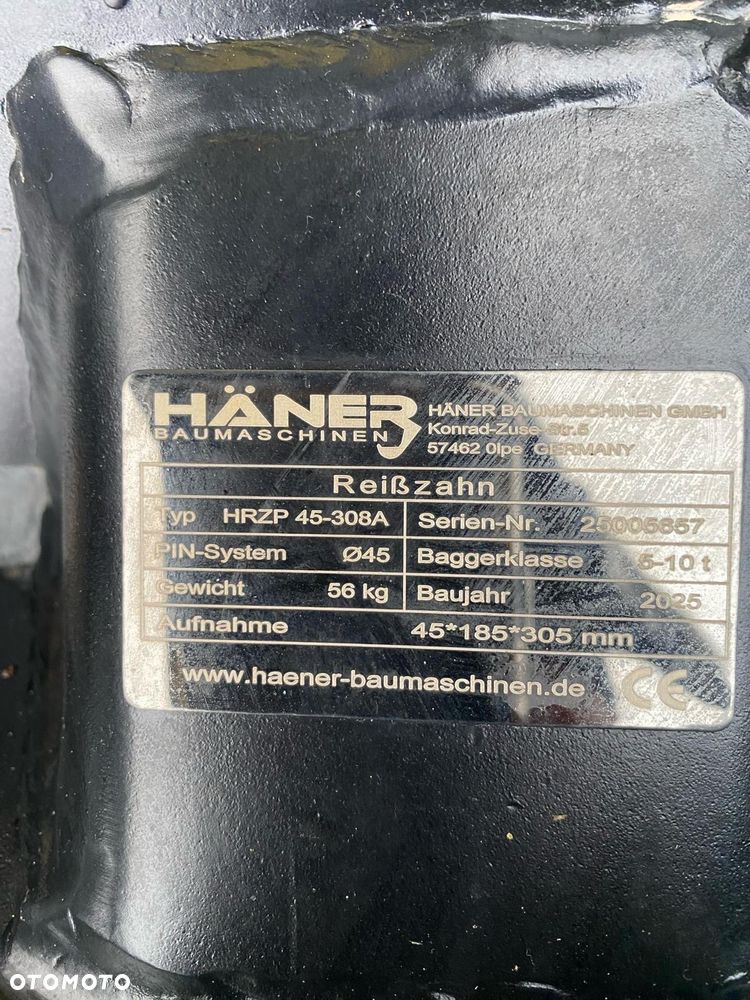 HÄNER
BAUMASCHINEN
HÄNER BAUMASCHINEN GMBH
Konrad-Zuse-Str.5
57462 Olpe GERMANY
Reißzahn
Typ HRZP 45-308A Serien-Nr. 25005657
PIN-System Ø45 Baggerklasse 5-10 t
Gewicht 56 kg Baujahr 2025
Aufnahme 45*185*305 mm
www.haener-baumaschinen.de CE
OTOMOTO